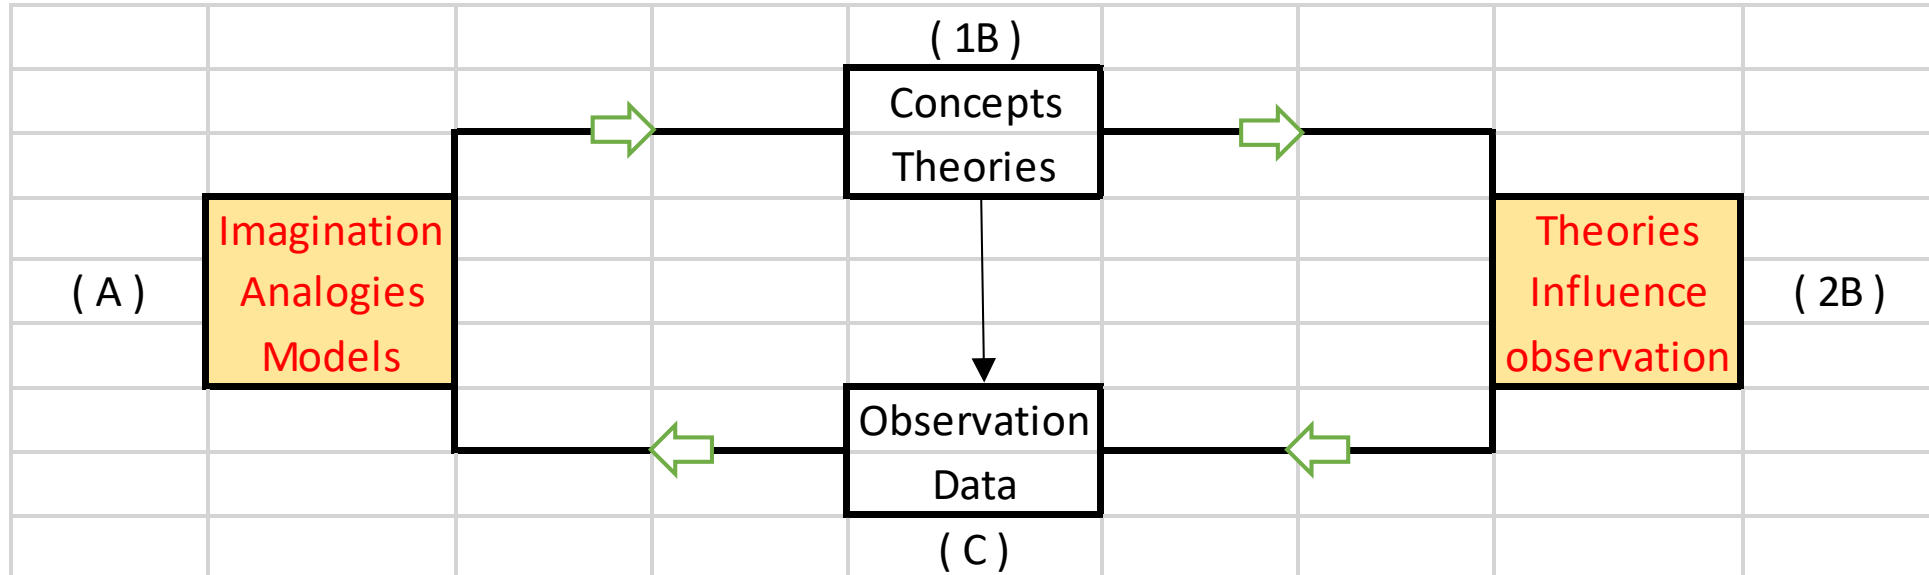 ( 1B )
Concepts
Theories
Imagination
Analogies
Models
( A )
Theories
Influence
observation
( 2B )
Observation
Data
( C )